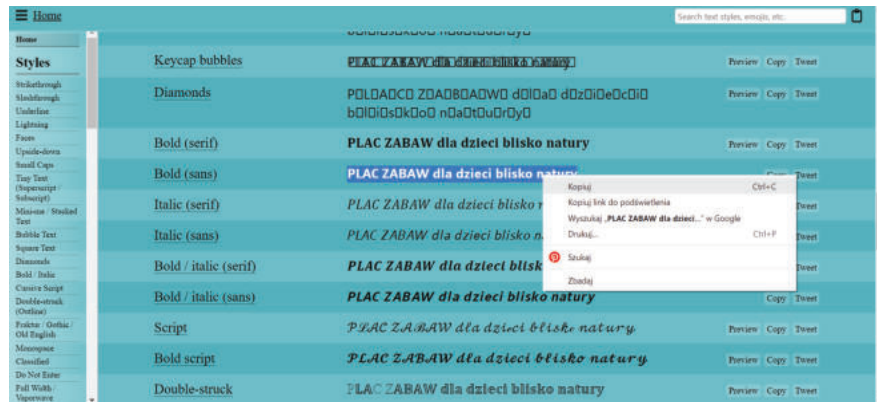 Home
Search text styles, emojis, etc.
Home
Styles
Strikethrough
Slashthrough
Underline
Lightning
Faces
Upside-down
Small Caps
Tiny Text
(Superscript /
Subscript)
Mini-me / Stacked
Text
Bubble Text
Square Text
Diamonds
Bold / Italic
Cursive Script
Double-struck
(Outline)
Fraktur / Gothic /
Old English
Monospace
Classified
Do Not Enter
Full Width /
Vaporwave
Keycap bubbles
PLAC ZABAW dla dzieci blisko natury
Preview Copy Tweet
Diamonds
P⃟L⃟A⃟C⃟ Z⃟A⃟B⃟A⃟W⃟ d⃟l⃟a⃟ d⃟z⃟i⃟e⃟c⃟i⃟
b⃟l⃟i⃟s⃟k⃟o⃟ n⃟a⃟t⃟u⃟r⃟y⃟
Preview Copy Tweet
Bold (serif)
PLAC ZABAW dla dzieci blisko natury
Preview Copy Tweet
Bold (sans)
PLAC ZABAW dla dzieci blisko natury
Tweet
Italic (serif)
PLAC ZABAW dla dzieci blisko
Tweet
Italic (sans)
PLAC ZABAW dla dzieci blisko
Tweet
Bold / italic (serif)
PLAC ZABAW dla dzieci blisk
Tweet
Bold / italic (sans)
PLAC ZABAW dla dzieci blisko natury
Copy Tweet
Script
PLAC ZABAW dla dzieci blisko natury
Preview Copy Tweet
Bold script
PLAC ZABAW dla dzieci blisko natury
Preview Copy Tweet
Double-struck
PLAC ZABAW dla dzieci blisko natury
Preview Copy Tweet
Kopiuj Ctrl+C
Kopiuj link do podświetlenia
Wyszukaj „PLAC ZABAW dla dzieci...” w Google
Drukuj... Ctrl+P
Szukaj
Zbadaj